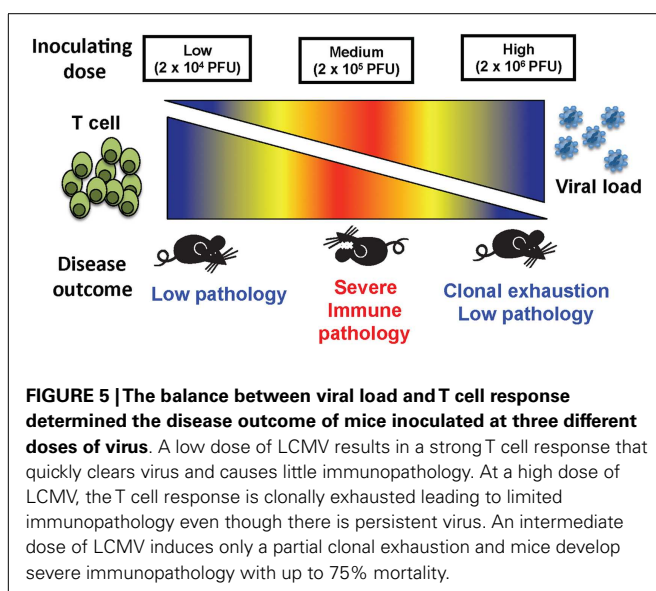 Inoculating dose
Low
(2 x 10⁴ PFU)
Medium
(2 x 10⁵ PFU)
High
(2 x 10⁶ PFU)
T cell
Viral load
Disease outcome
Low pathology
Severe
Immune
pathology
Clonal exhaustion
Low pathology
FIGURE 5 | The balance between viral load and T cell response
determined the disease outcome of mice inoculated at three different
doses of virus. A low dose of LCMV results in a strong T cell response that
quickly clears virus and causes little immunopathology. At a high dose of
LCMV, the T cell response is clonally exhausted leading to limited
immunopathology even though there is persistent virus. An intermediate
dose of LCMV induces only a partial clonal exhaustion and mice develop
severe immunopathology with up to 75% mortality.